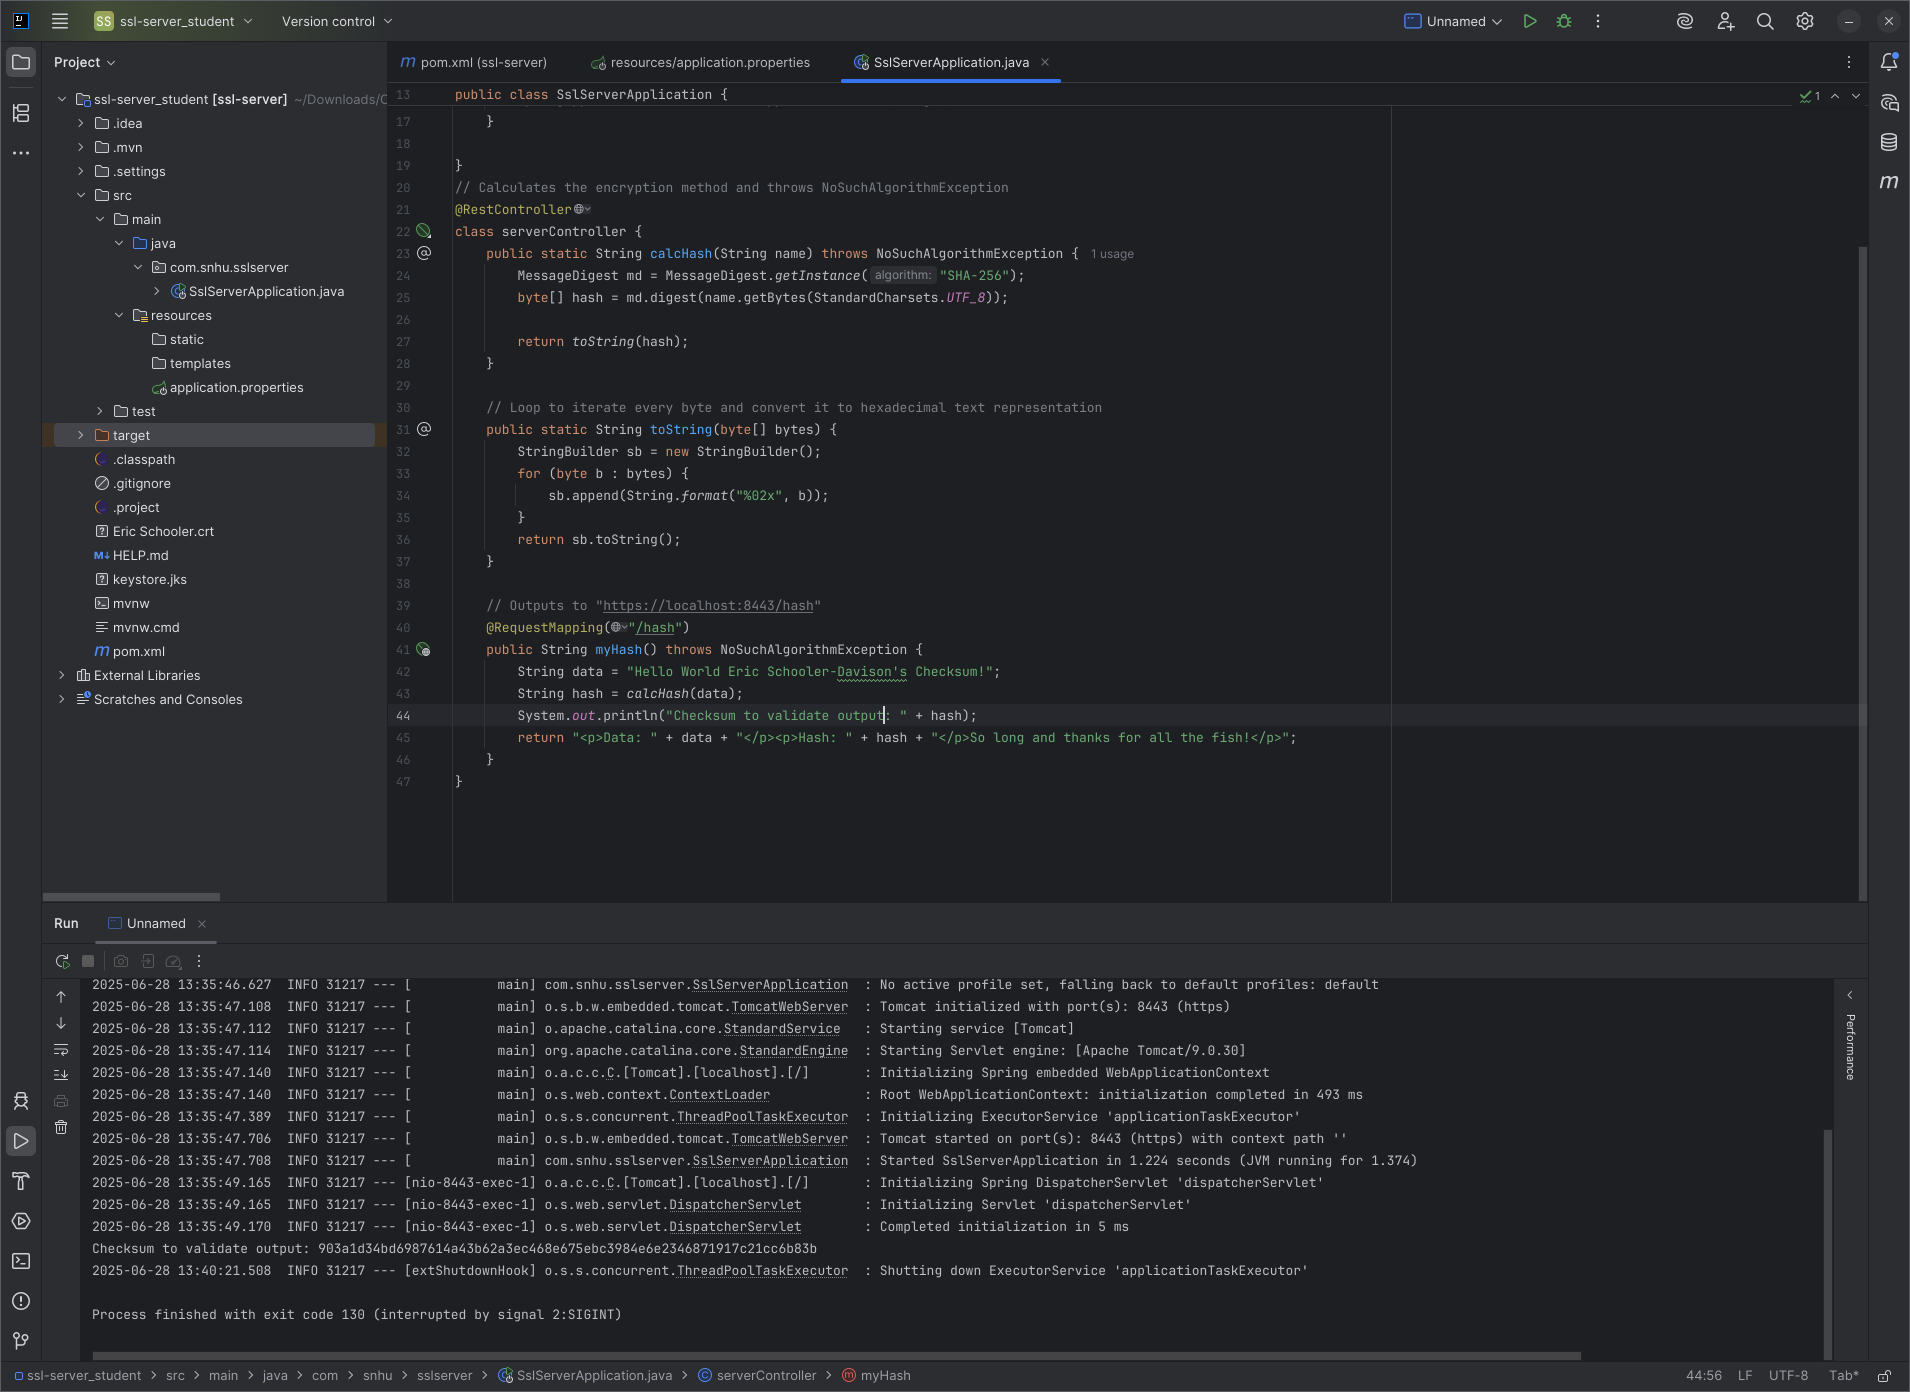 SS ssl-server_student Version control Unnamed
Project
pom.xml (ssl-server) resources/application.properties SslServerApplication.java
ssl-server_student [ssl-server] ~/Downloads/C
.idea
.mvn
.settings
src
main
java
com.snhu.sslserver
SslServerApplication.java
resources
static
templates
application.properties
test
target
.classpath
.gitignore
.project
Eric Schooler.crt
HELP.md
keystore.jks
mvnw
mvnw.cmd
pom.xml
External Libraries
Scratches and Consoles
13 public class SslServerApplication { 1
17 }
18
19 }
20 // Calculates the encryption method and throws NoSuchAlgorithmException
21 @RestController
22 class serverController {
23 public static String calcHash(String name) throws NoSuchAlgorithmException { 1 usage
24 MessageDigest md = MessageDigest.getInstance( algorithm: "SHA-256");
25 byte[] hash = md.digest(name.getBytes(StandardCharsets.UTF_8));
26
27 return toString(hash);
28 }
29
30 // Loop to iterate every byte and convert it to hexadecimal text representation
31 public static String toString(byte[] bytes) {
32 StringBuilder sb = new StringBuilder();
33 for (byte b : bytes) {
34 sb.append(String.format("%02x", b));
35 }
36 return sb.toString();
37 }
38
39 // Outputs to "https://localhost:8443/hash"
40 @RequestMapping("/hash")
41 public String myHash() throws NoSuchAlgorithmException {
42 String data = "Hello World Eric Schooler-Davison's Checksum!";
43 String hash = calcHash(data);
44 System.out.println("Checksum to validate output: " + hash);
45 return "<p>Data: " + data + "</p><p>Hash: " + hash + "</p>So long and thanks for all the fish!</p>";
46 }
47 }
Run Unnamed
2025-06-28 13:35:46.627 INFO 31217 --- [ main] com.snhu.sslserver.SslServerApplication : No active profile set, falling back to default profiles: default
2025-06-28 13:35:47.108 INFO 31217 --- [ main] o.s.b.w.embedded.tomcat.TomcatWebServer : Tomcat initialized with port(s): 8443 (https)
2025-06-28 13:35:47.112 INFO 31217 --- [ main] o.apache.catalina.core.StandardService : Starting service [Tomcat]
2025-06-28 13:35:47.114 INFO 31217 --- [ main] org.apache.catalina.core.StandardEngine : Starting Servlet engine: [Apache Tomcat/9.0.30]
2025-06-28 13:35:47.140 INFO 31217 --- [ main] o.a.c.c.C.[Tomcat].[localhost].[/] : Initializing Spring embedded WebApplicationContext
2025-06-28 13:35:47.140 INFO 31217 --- [ main] o.s.web.context.ContextLoader : Root WebApplicationContext: initialization completed in 493 ms
2025-06-28 13:35:47.389 INFO 31217 --- [ main] o.s.s.concurrent.ThreadPoolTaskExecutor : Initializing ExecutorService 'applicationTaskExecutor'
2025-06-28 13:35:47.706 INFO 31217 --- [ main] o.s.b.w.embedded.tomcat.TomcatWebServer : Tomcat started on port(s): 8443 (https) with context path ''
2025-06-28 13:35:47.708 INFO 31217 --- [ main] com.snhu.sslserver.SslServerApplication : Started SslServerApplication in 1.224 seconds (JVM running for 1.374)
2025-06-28 13:35:49.165 INFO 31217 --- [nio-8443-exec-1] o.a.c.c.C.[Tomcat].[localhost].[/] : Initializing Spring DispatcherServlet 'dispatcherServlet'
2025-06-28 13:35:49.165 INFO 31217 --- [nio-8443-exec-1] o.s.web.servlet.DispatcherServlet : Initializing Servlet 'dispatcherServlet'
2025-06-28 13:35:49.170 INFO 31217 --- [nio-8443-exec-1] o.s.web.servlet.DispatcherServlet : Completed initialization in 5 ms
Checksum to validate output: 903a1d34bd6987614a43b62a3ec468e675ebc3984e6e2346871917c21cc6b83b
2025-06-28 13:40:21.508 INFO 31217 --- [extShutdownHook] o.s.s.concurrent.ThreadPoolTaskExecutor : Shutting down ExecutorService 'applicationTaskExecutor'
Process finished with exit code 130 (interrupted by signal 2:SIGINT)
Performance
ssl-server_student > src > main > java > com > snhu > sslserver > SslServerApplication.java > serverController > myHash 44:56 LF UTF-8 Tab*